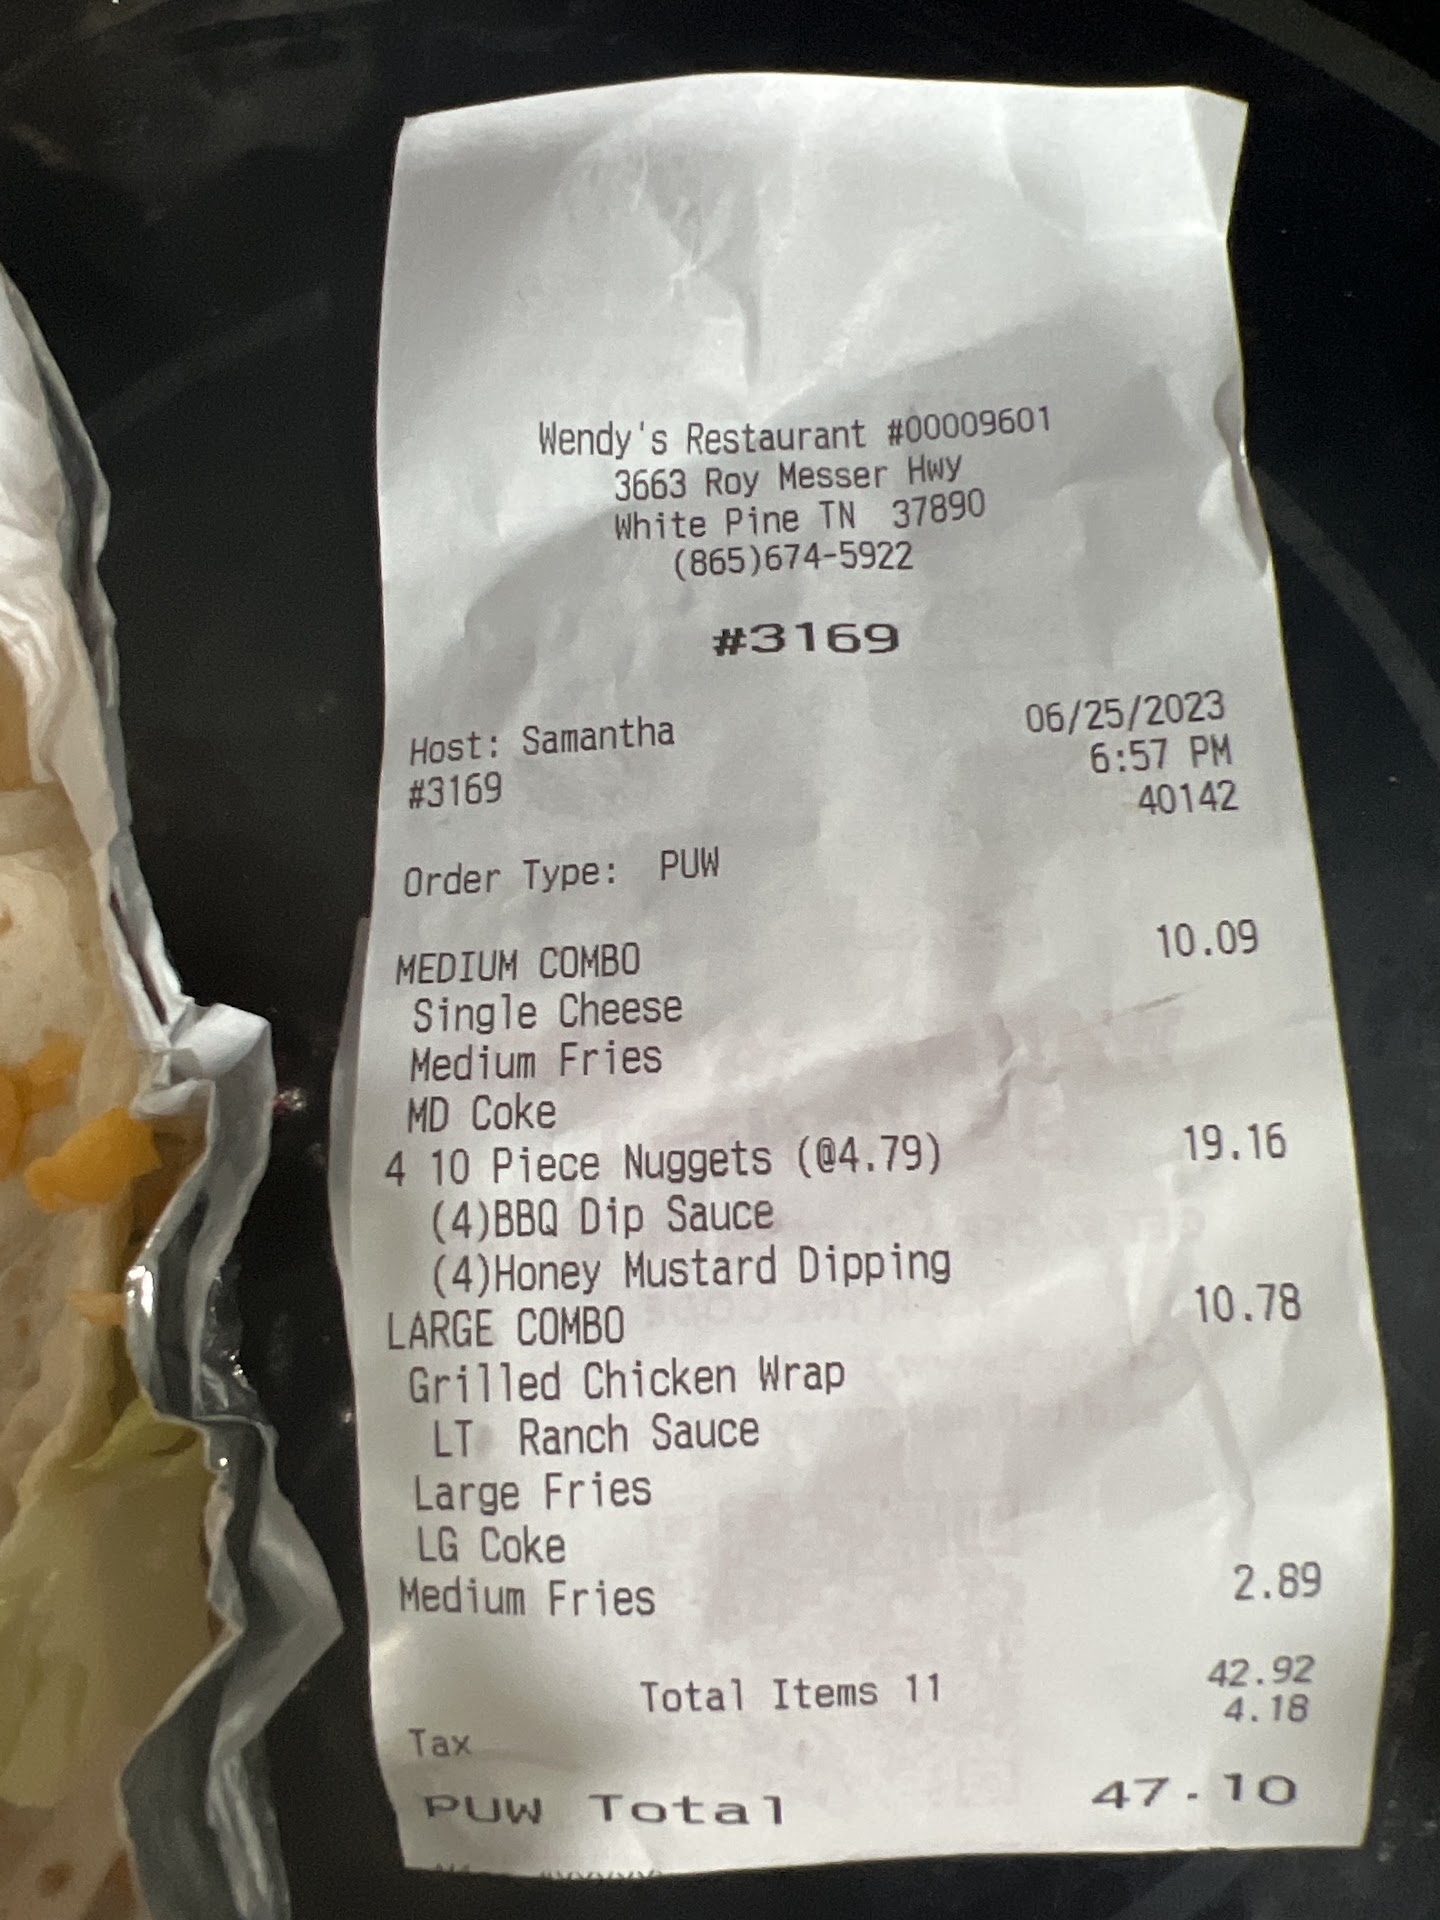 Wendy's Restaurant #00009601
3663 Roy Messer Hwy
White Pine TN 37890
(865)674-5922
#3169
Host: Samantha 06/25/2023
#3169 6:57 PM
40142
Order Type: PUW
MEDIUM COMBO 10.09
Single Cheese
Medium Fries
MD Coke
4 10 Piece Nuggets (@4.79) 19.16
(4)BBQ Dip Sauce
(4)Honey Mustard Dipping
LARGE COMBO 10.78
Grilled Chicken Wrap
LT Ranch Sauce
Large Fries
LG Coke
Medium Fries 2.89
Total Items 11 42.92
Tax 4.18
PUW Total 47.10